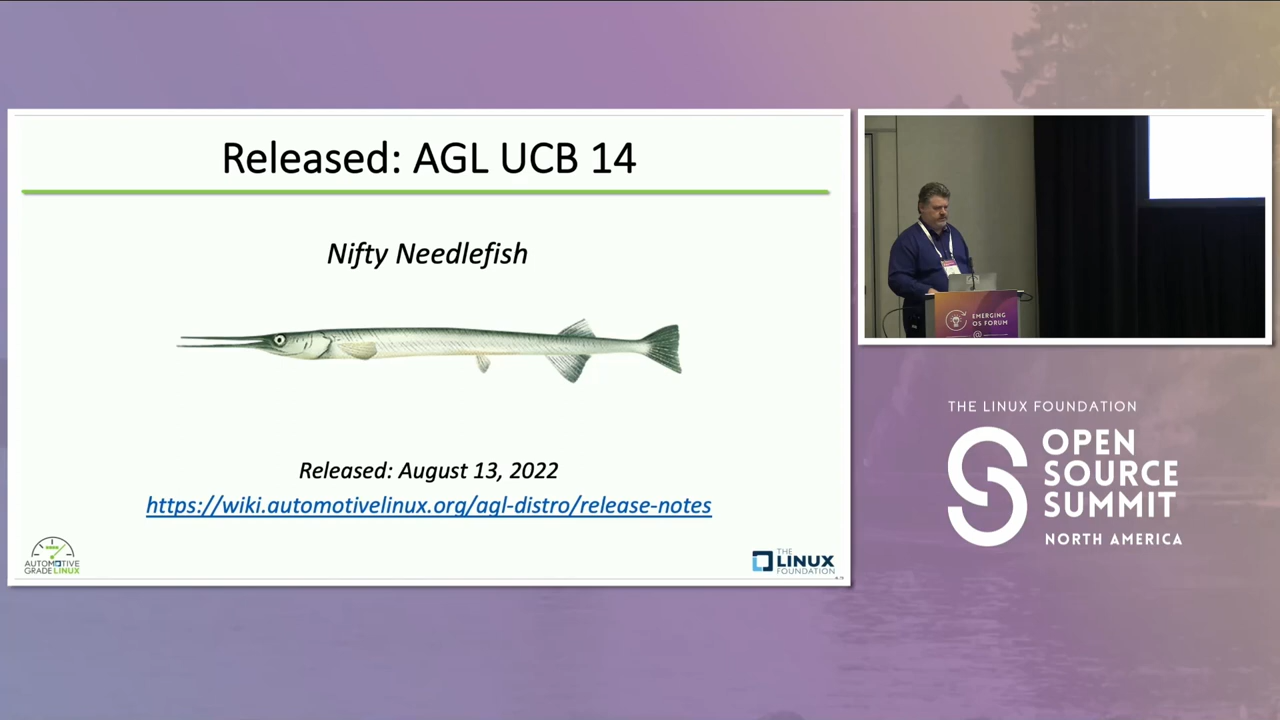 Released: AGL UCB 14
Nifty Needlefish
Released: August 13, 2022
https://wiki.automotivelinux.org/agl-distro/release-notes
AUTOMOTIVE
GRADE LINUX
THE
LINUX
FOUNDATION
EMERGING
OS FORUM
THE LINUX FOUNDATION
OPEN
SOURCE
SUMMIT
NORTH AMERICA